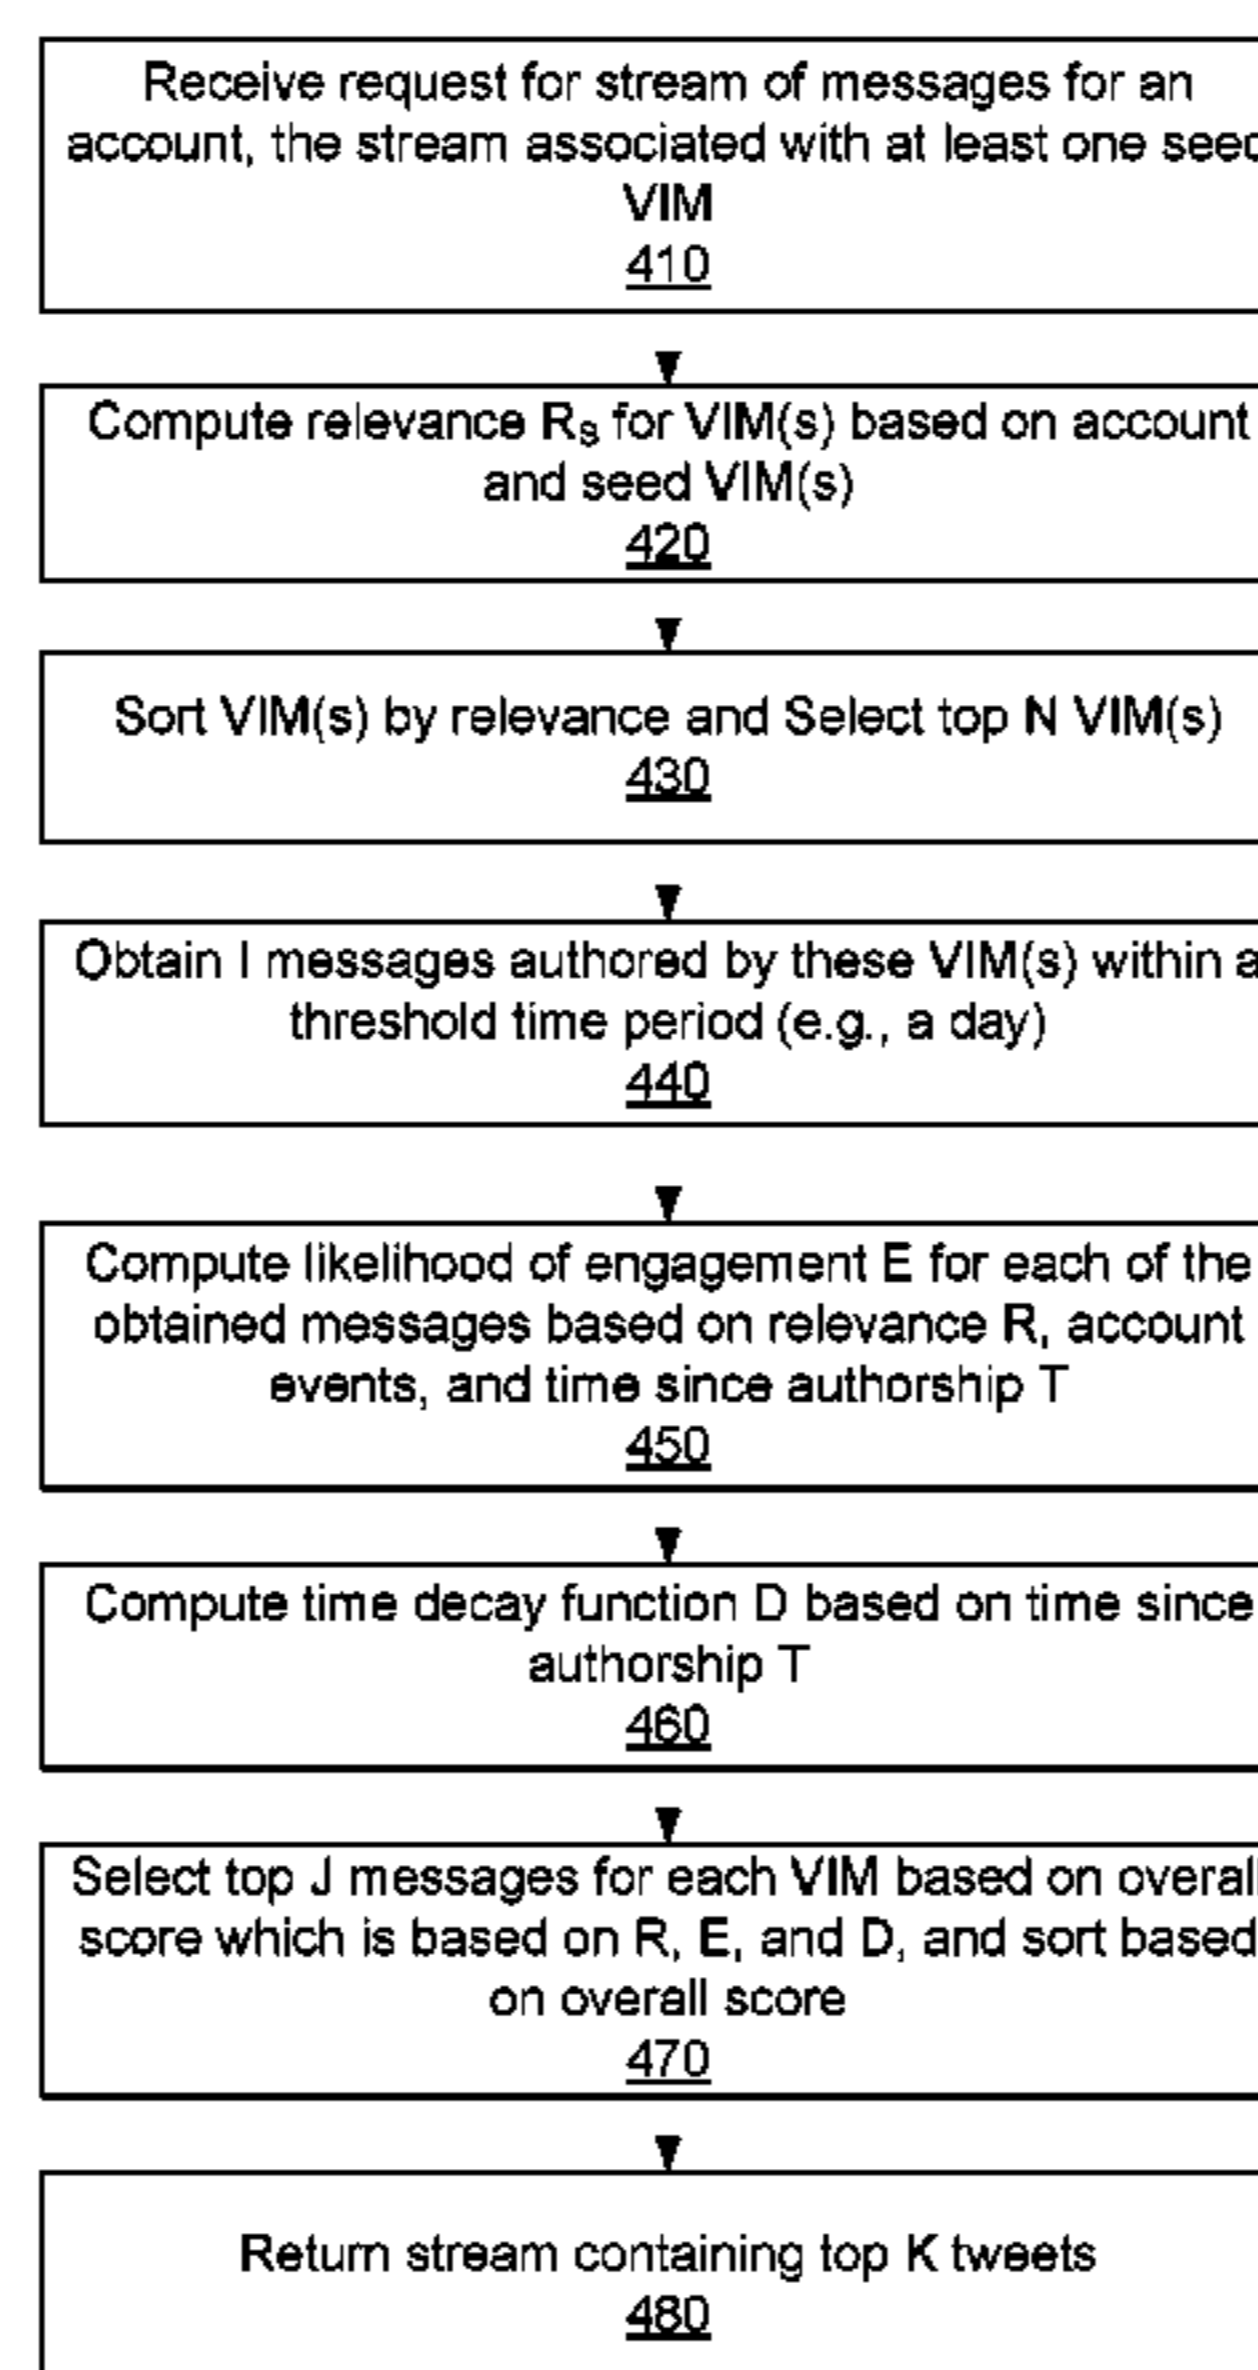 Receive request for stream of messages for an
account, the stream associated with at least one seed
VIM
410
Compute relevance RS for VIM(s) based on account
and seed VIM(s)
420
Sort VIM(s) by relevance and Select top N VIM(s)
430
Obtain I messages authored by these VIM(s) within a
threshold time period (e.g., a day)
440
Compute likelihood of engagement E for each of the
obtained messages based on relevance R, account
events, and time since authorship T
450
Compute time decay function D based on time since
authorship T
460
Select top J messages for each VIM based on overall
score which is based on R, E, and D, and sort based
on overall score
470
Return stream containing top K tweets
480